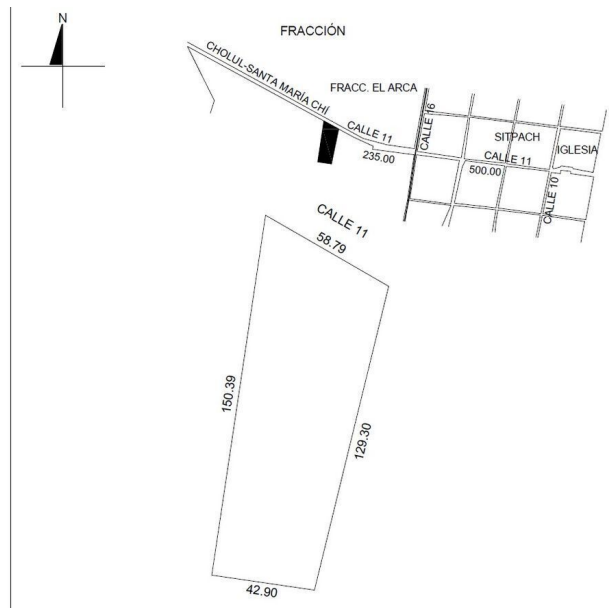 N
FRACCIÓN
CHOLUL-SANTA MARÍA CHÍ
FRACC. EL ARCA
CALLE 11
235.00
CALLE 16
SITPACH
IGLESIA
CALLE 11
500.00
CALLE 10
CALLE 11
58.79
150.39
129.30
42.90